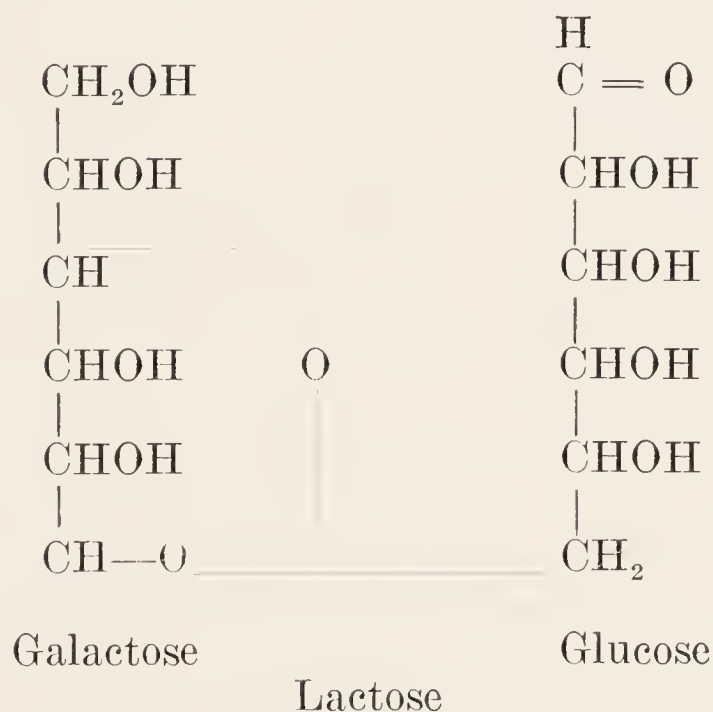 H
CH₂OH C = O
CHOH CHOH
CH CHOH
CHOH O CHOH
CHOH CHOH
CH—O CH₂
Galactose Glucose
Lactose